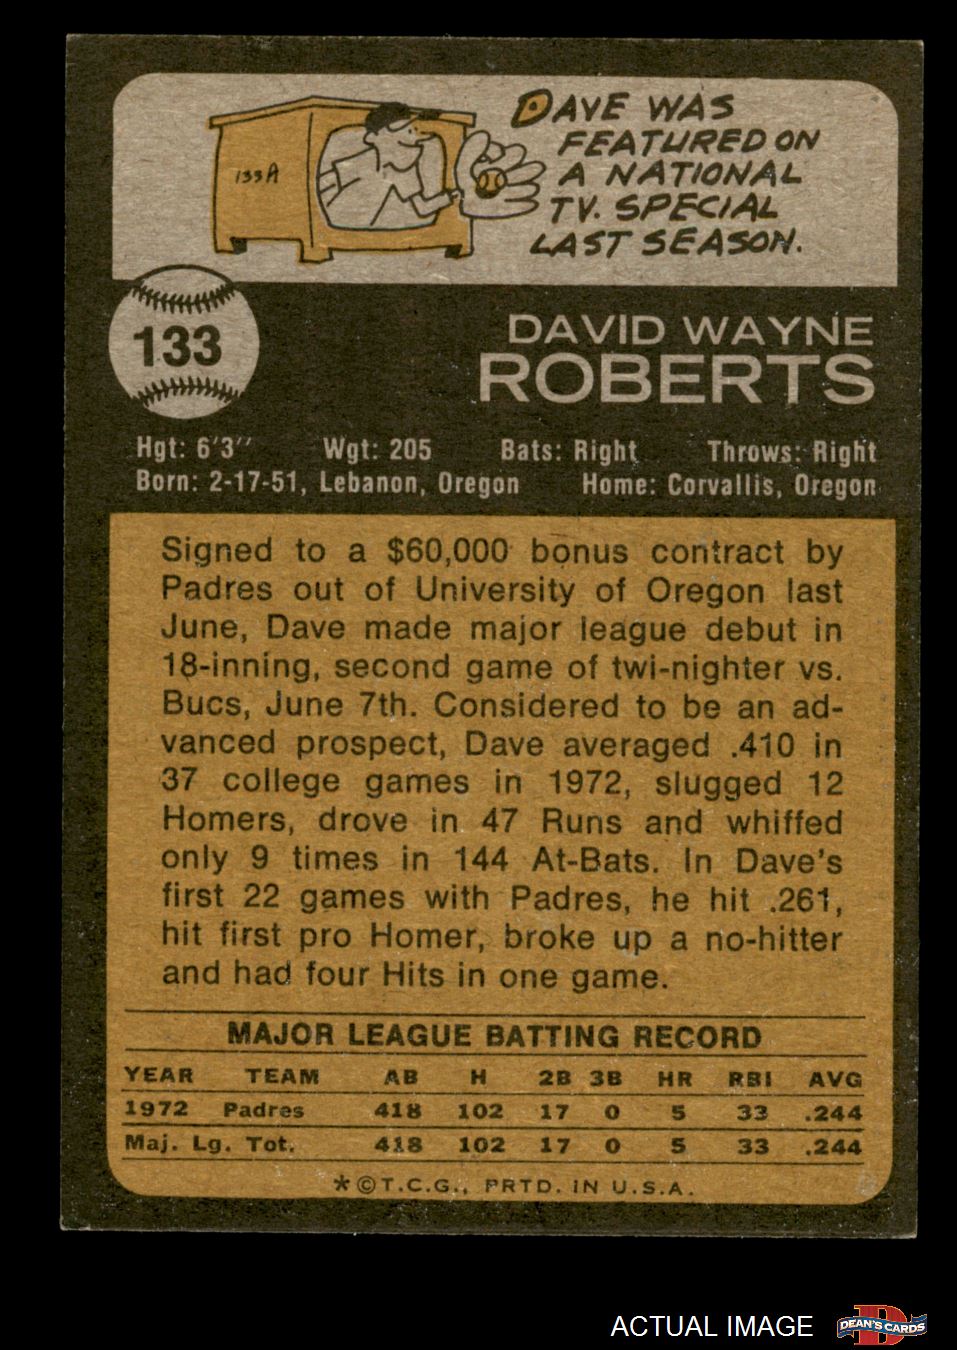 133A
DAVE WAS
FEATURED ON
A NATIONAL
TV. SPECIAL
LAST SEASON.
133
DAVID WAYNE
ROBERTS
Hgt: 6'3'' Wgt: 205 Bats: Right Throws: Right
Born: 2-17-51, Lebanon, Oregon Home: Corvallis, Oregon
Signed to a $60,000 bonus contract by
Padres out of University of Oregon last
June, Dave made major league debut in
18-inning, second game of twi-nighter vs.
Bucs, June 7th. Considered to be an ad-
vanced prospect, Dave averaged .410 in
37 college games in 1972, slugged 12
Homers, drove in 47 Runs and whiffed
only 9 times in 144 At-Bats. In Dave's
first 22 games with Padres, he hit .261,
hit first pro Homer, broke up a no-hitter
and had four Hits in one game.
MAJOR LEAGUE BATTING RECORD
YEAR TEAM AB H 2B 3B HR RBI AVG
1972 Padres 418 102 17 0 5 33 .244
Maj. Lg. Tot. 418 102 17 0 5 33 .244
*©T.C.G., PRTD. IN U.S.A.
ACTUAL IMAGE
D
DEAN'S CARDS